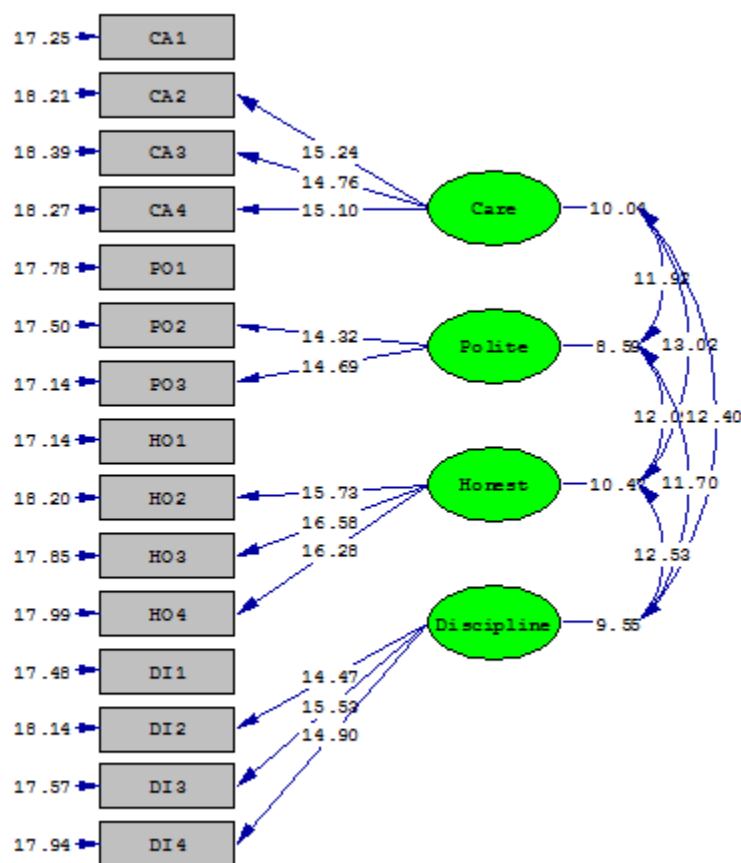 17.25 CA1
18.21 CA2
18.39 CA3
15.24
14.76
18.27 CA4 15.10 Care 10.04
17.78 PO1
11.92
17.50 PO2 14.32
Polite 8.59 13.02
17.14 PO3 14.69
17.14 HO1
12.0 12.40
18.20 HO2 15.73 Honest 10.47 11.70
17.85 HO3 16.58
16.28 12.53
17.99 HO4 Discipline 9.55
17.48 DI1 14.47
15.53
18.14 DI2 14.90
17.57 DI3
17.94 DI4